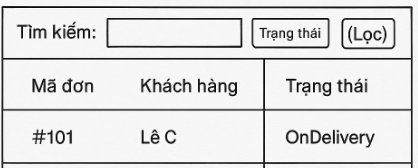 Tìm kiếm: Trạng thái (Lọc)
Mã đơn Khách hàng Trạng thái
#101 Lê C OnDelivery